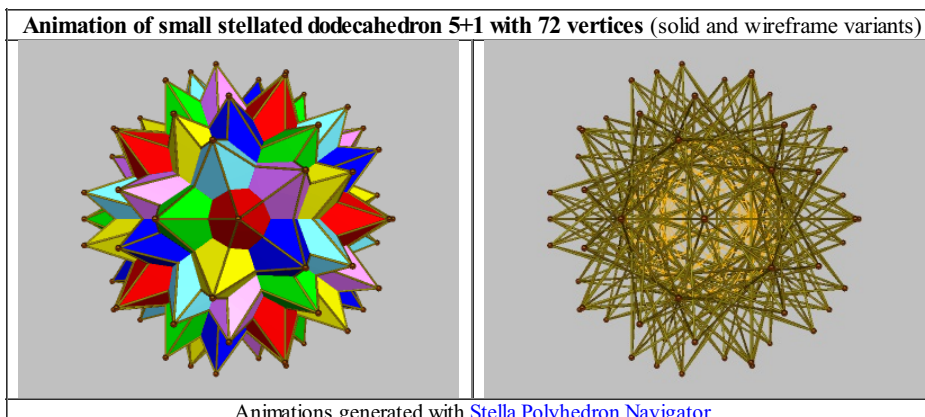 Animation of small stellated dodecahedron 5+1 with 72 vertices (solid and wireframe variants)
Animations generated with Stella Polyhedron Navigator